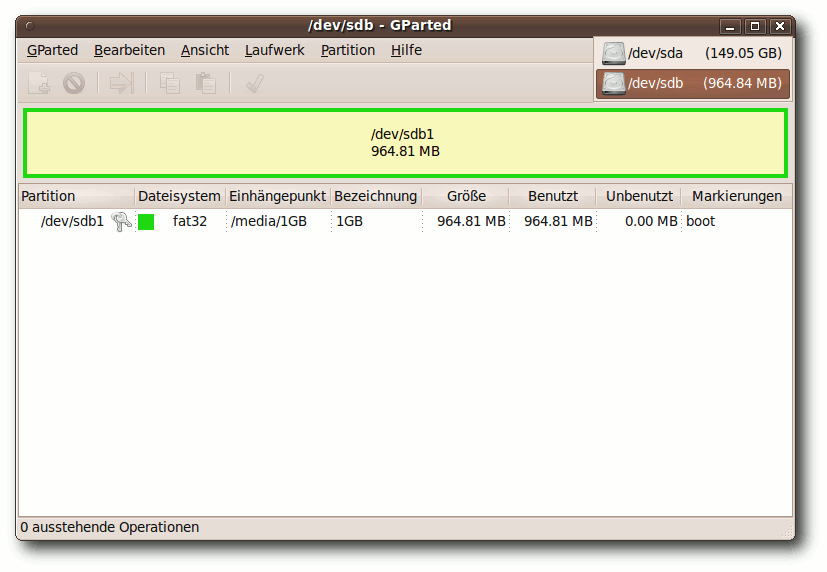 /dev/sdb - GParted
GParted Bearbeiten Ansicht Laufwerk Partition Hilfe
/dev/sda (149.05 GB)
/dev/sdb (964.84 MB)
/dev/sdb1
964.81 MB
Partition Dateisystem Einhängepunkt Bezeichnung Größe Benutzt Unbenutzt Markierungen
/dev/sdb1 fat32 /media/1GB 1GB 964.81 MB 964.81 MB 0.00 MB boot
0 ausstehende Operationen